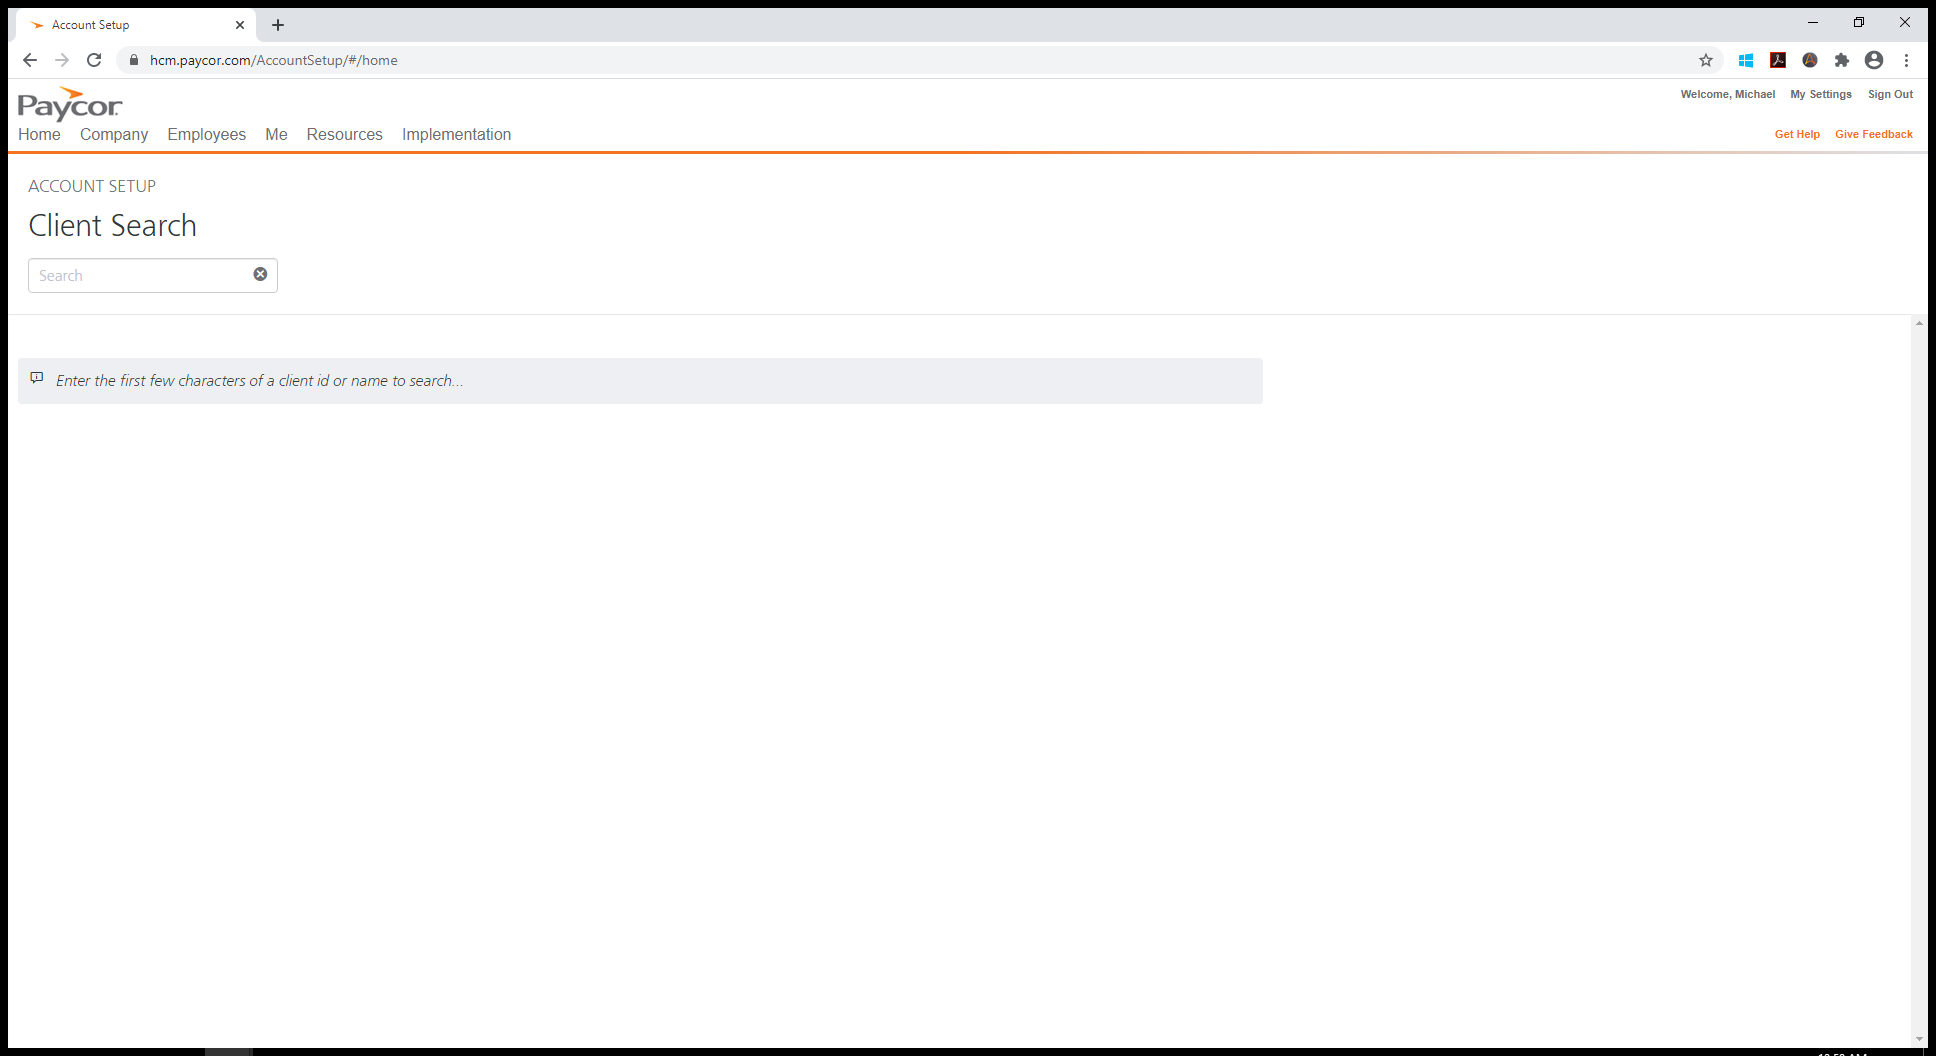 Account Setup
hcm.paycor.com/AccountSetup/#/home
Paycor
Welcome, Michael My Settings Sign Out
Home Company Employees Me Resources Implementation
Get Help Give Feedback
ACCOUNT SETUP
Client Search
Search
Enter the first few characters of a client id or name to search...